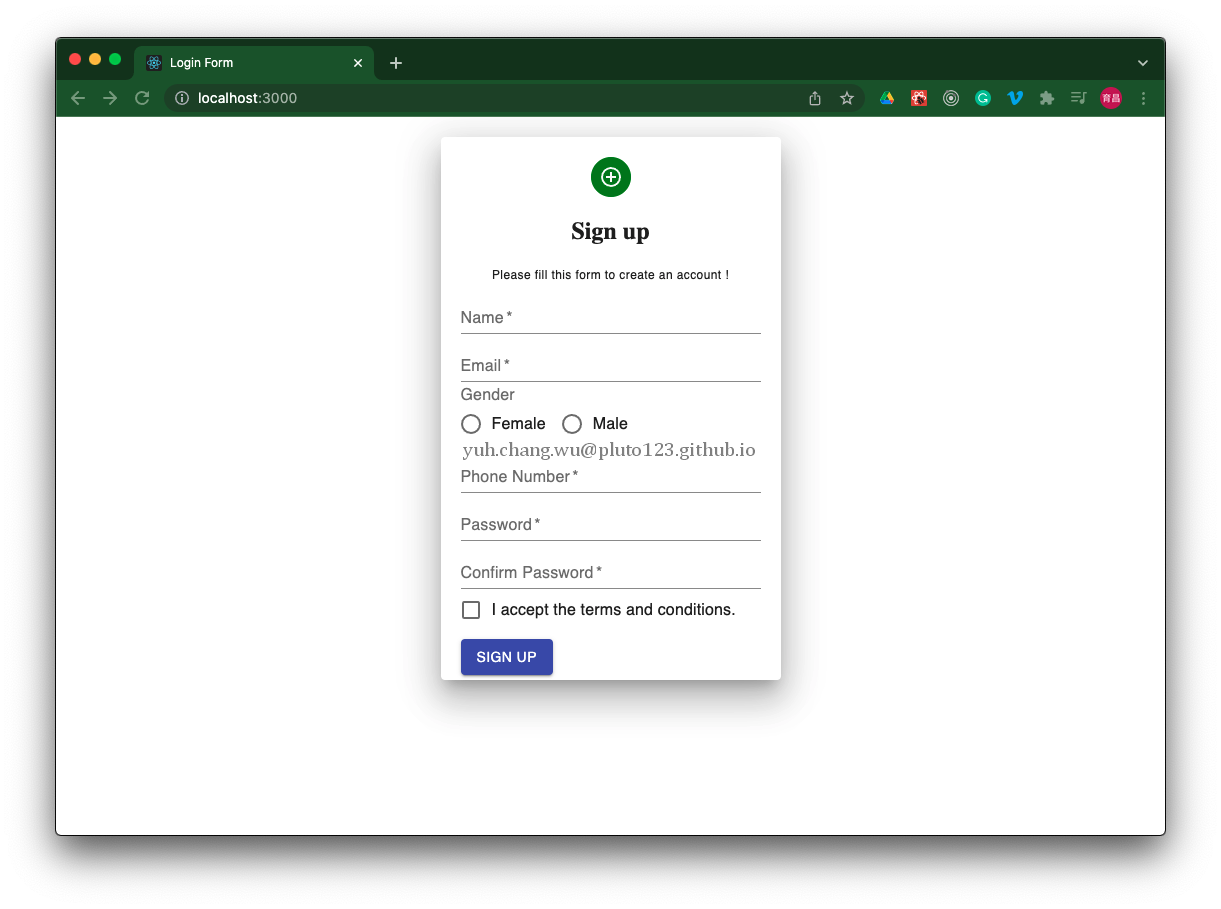 Login Form
localhost:3000
育昌
Sign up
Please fill this form to create an account !
Name *
Email *
Gender
Female Male
yuh.chang.wu@pluto123.github.io
Phone Number *
Password *
Confirm Password *
I accept the terms and conditions.
SIGN UP